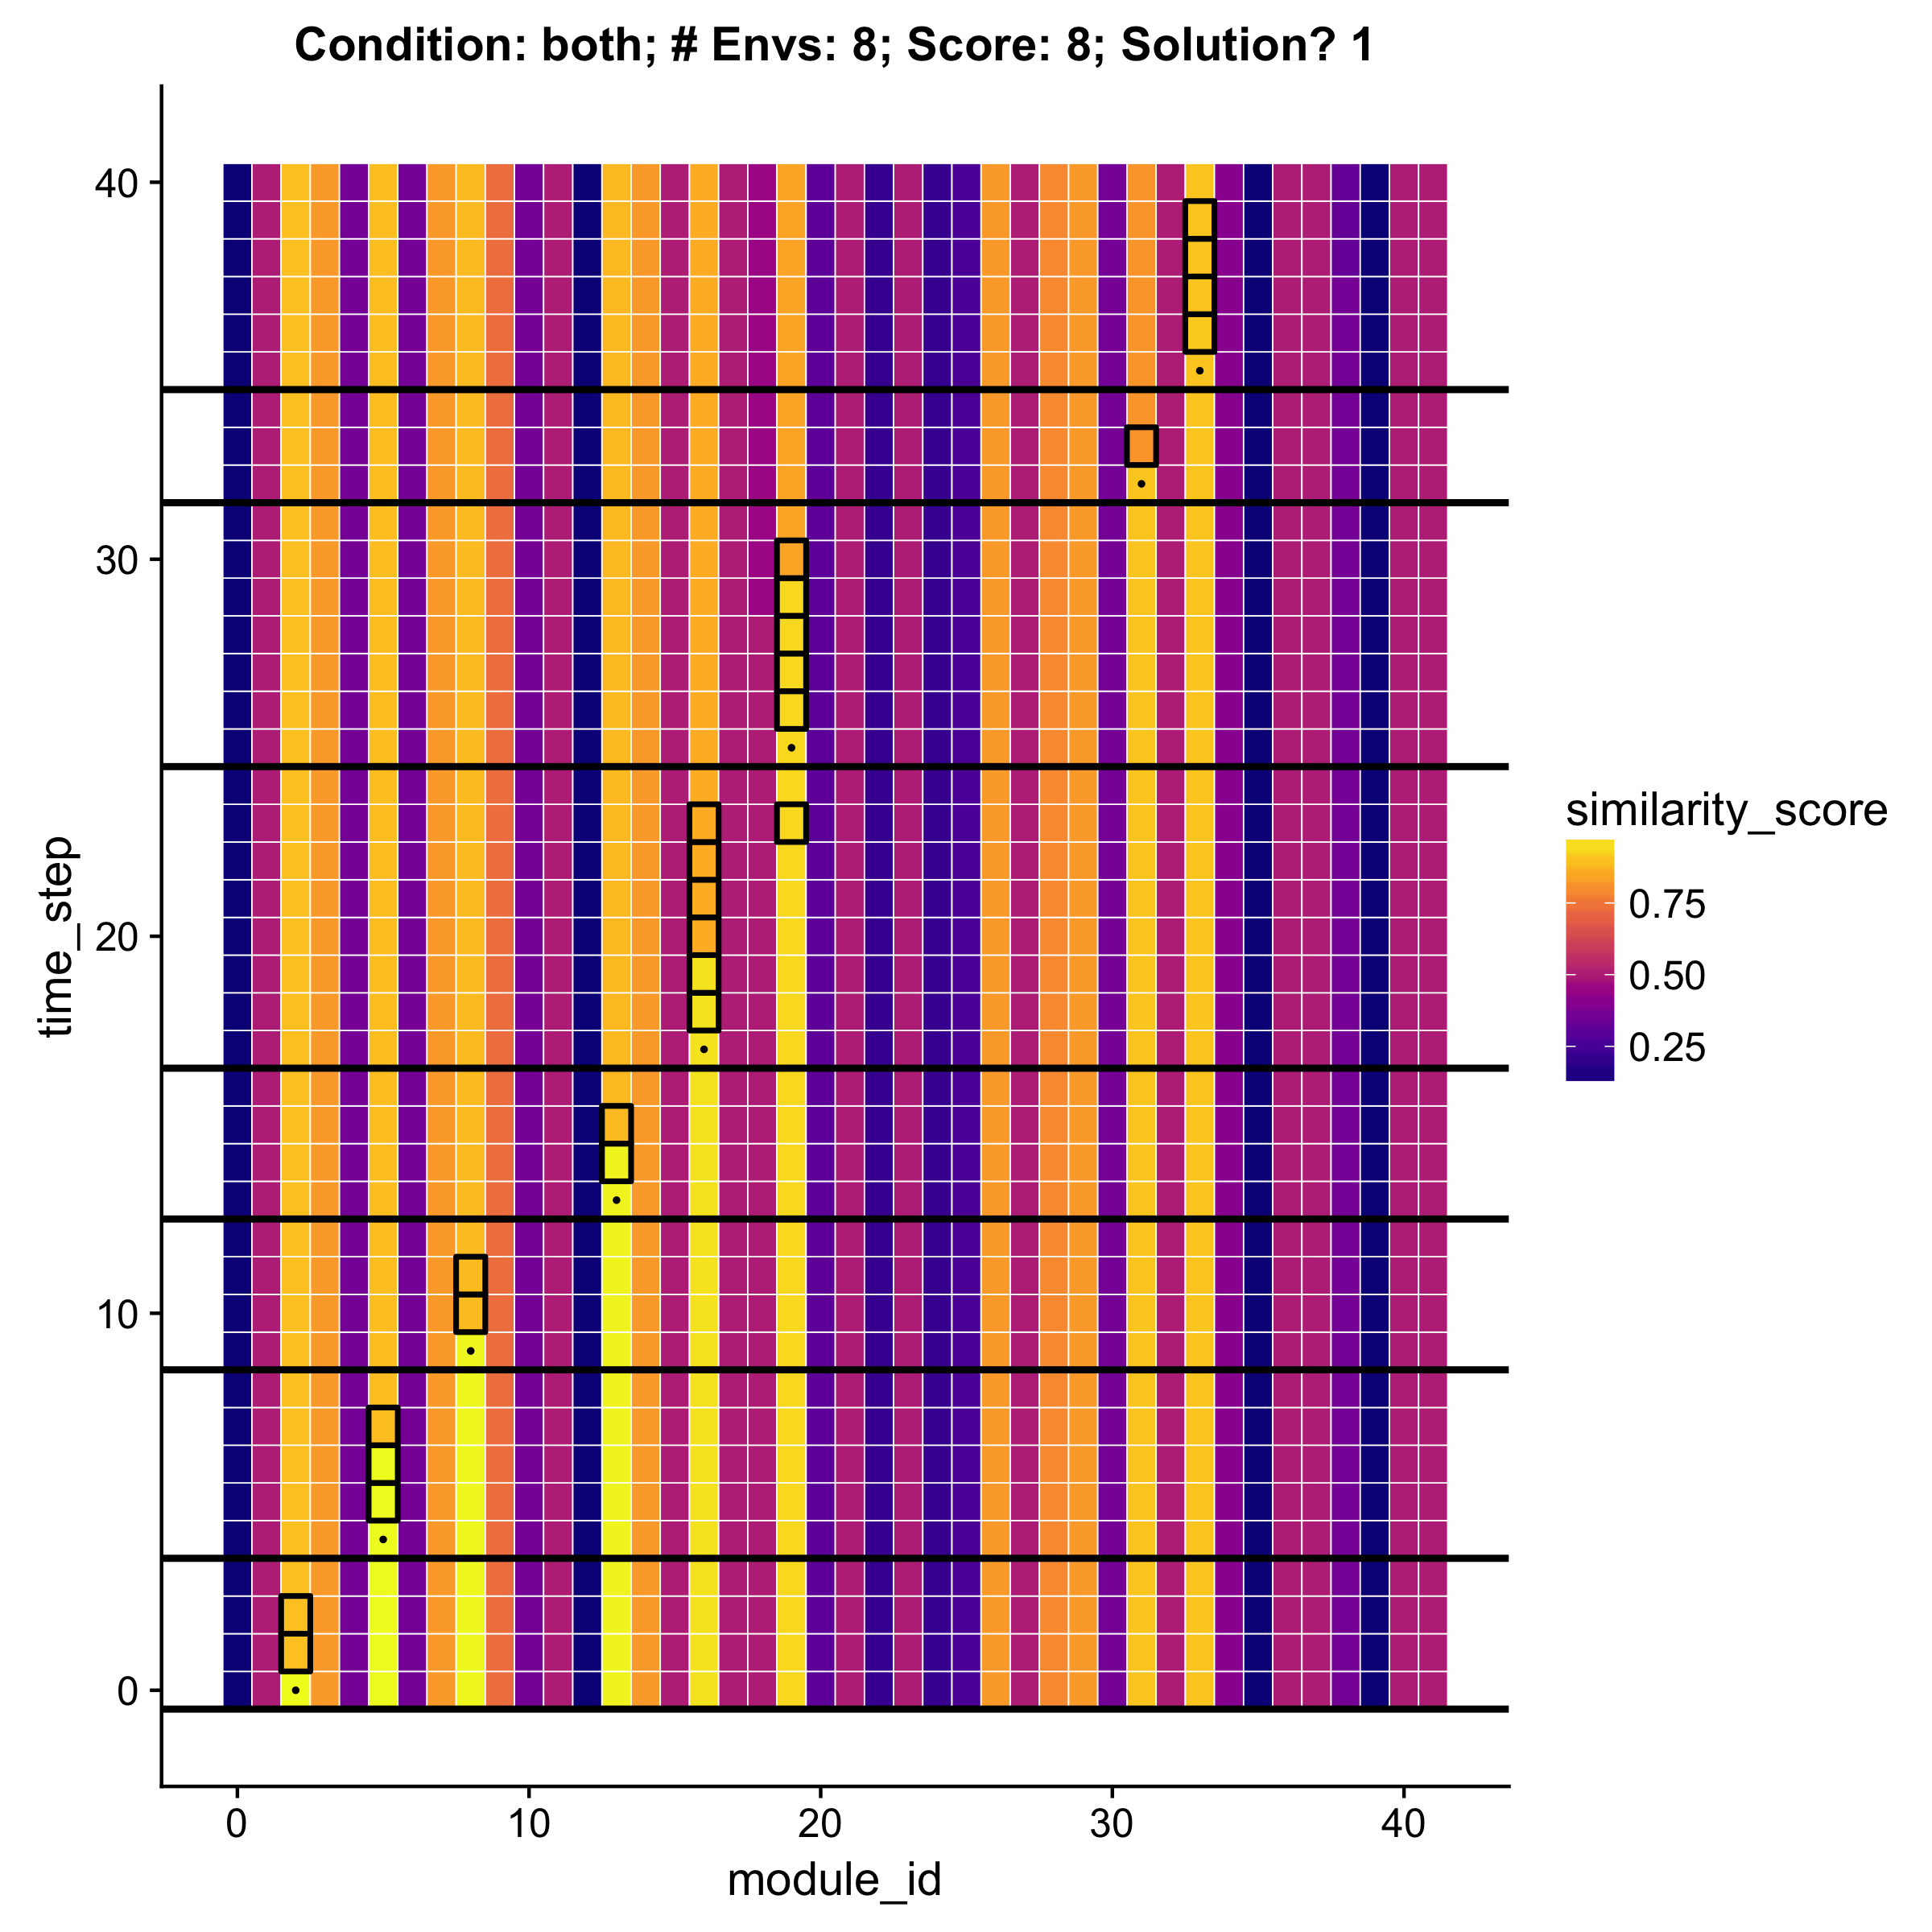 Condition: both; # Envs: 8; Score: 8; Solution? 1
40
30
20
10
0
time_step
0 10 20 30 40
module_id
similarity_score
0.75
0.50
0.25